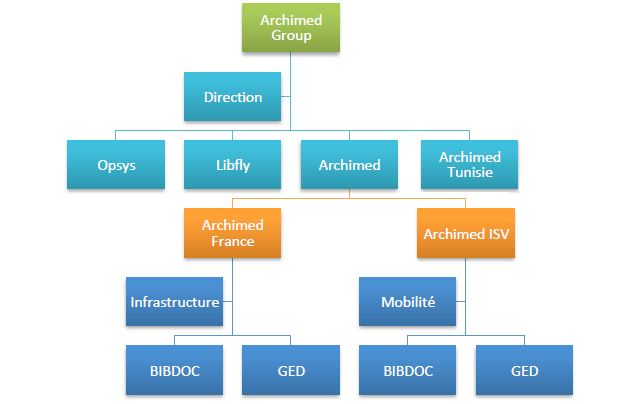 Archimed
Group
Direction
Opsys
Libfly
Archimed
Archimed
Tunisie
Archimed
France
Archimed ISV
Infrastructure
Mobilité
BIBDOC
GED
BIBDOC
GED